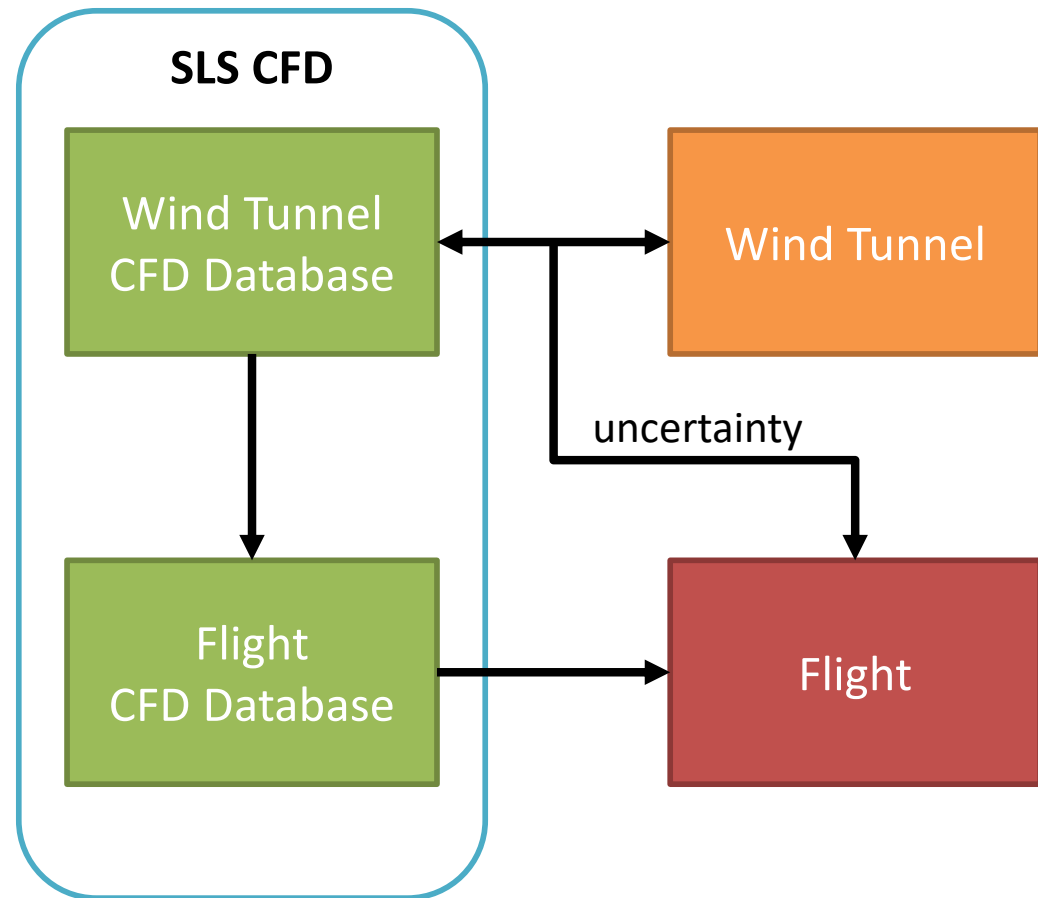 SLS CFD
Wind Tunnel
CFD Database
Wind Tunnel
uncertainty
Flight
CFD Database
Flight